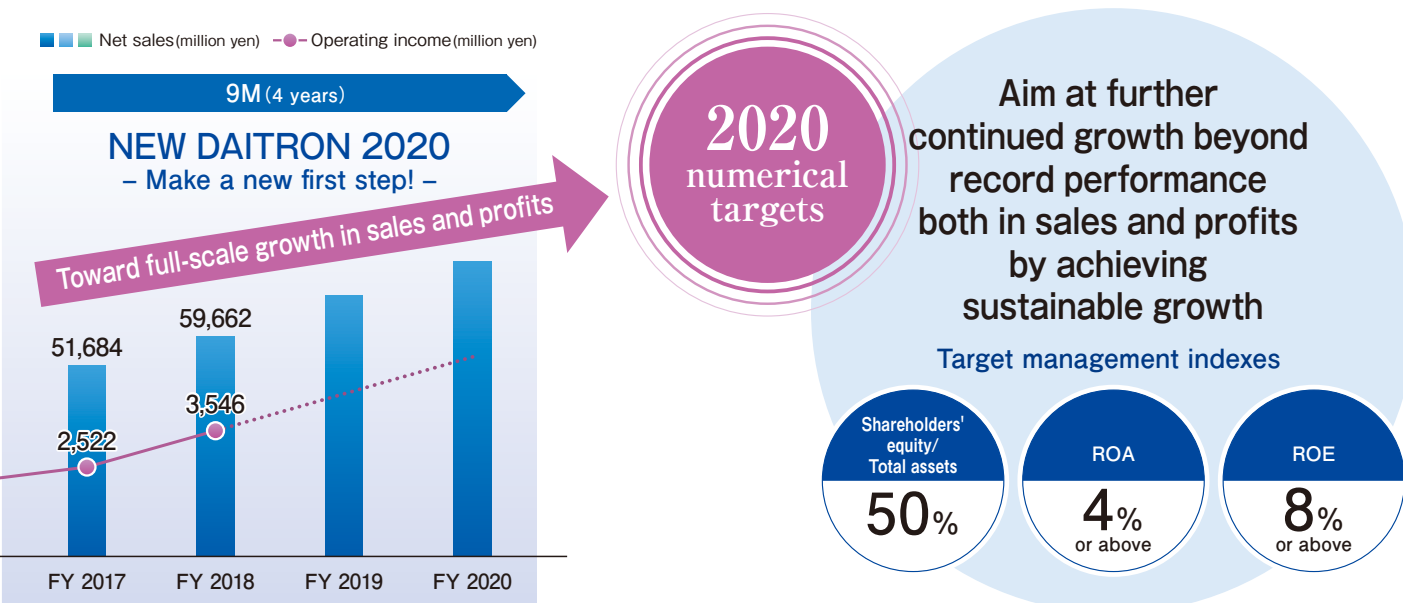 Net sales (million yen) Operating income (million yen)
9M (4 years)
NEW DAITRON 2020
– Make a new first step! –
Toward full-scale growth in sales and profits
51,684
59,662
2,522
3,546
FY 2017 FY 2018 FY 2019 FY 2020
2020
numerical
targets
Aim at further
continued growth beyond
record performance
both in sales and profits
by achieving
sustainable growth
Target management indexes
Shareholders'
equity/
Total assets
50%
ROA
4%
or above
ROE
8%
or above